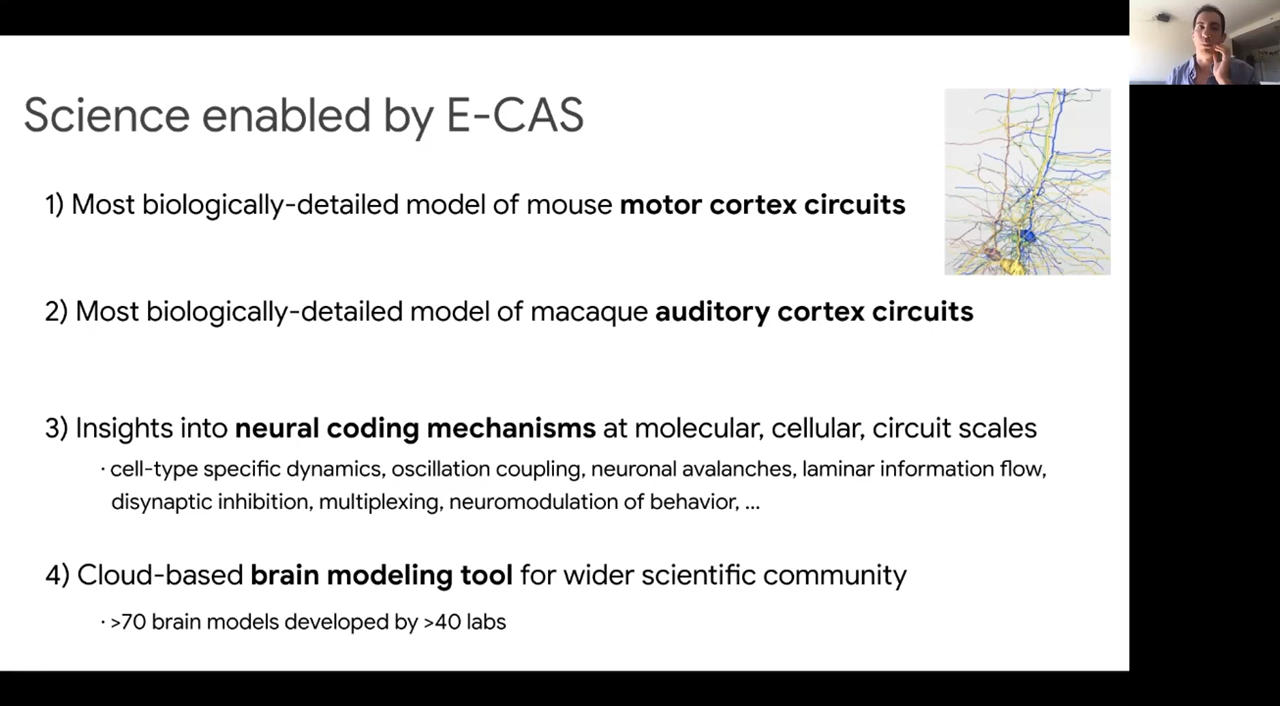 Science enabled by E-CAS
1) Most biologically-detailed model of mouse motor cortex circuits
2) Most biologically-detailed model of macaque auditory cortex circuits
3) Insights into neural coding mechanisms at molecular, cellular, circuit scales
· cell-type specific dynamics, oscillation coupling, neuronal avalanches, laminar information flow,
disynaptic inhibition, multiplexing, neuromodulation of behavior, ...
4) Cloud-based brain modeling tool for wider scientific community
· >70 brain models developed by >40 labs